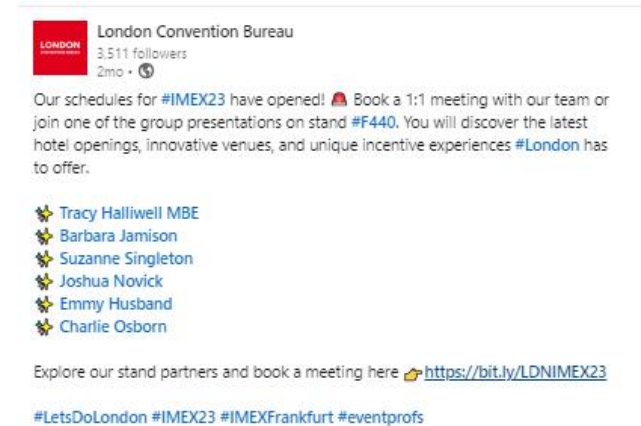 LONDON
CONVENTION BUREAU
London Convention Bureau
3,511 followers
2mo •
Our schedules for #IMEX23 have opened! 🚨 Book a 1:1 meeting with our team or
join one of the group presentations on stand #F440. You will discover the latest
hotel openings, innovative venues, and unique incentive experiences #London has
to offer.
✨ Tracy Halliwell MBE
✨ Barbara Jamison
✨ Suzanne Singleton
✨ Joshua Novick
✨ Emmy Husband
✨ Charlie Osborn
Explore our stand partners and book a meeting here 👉 https://bit.ly/LDNIMEX23
#LetsDoLondon #IMEX23 #IMEXFrankfurt #eventprofs